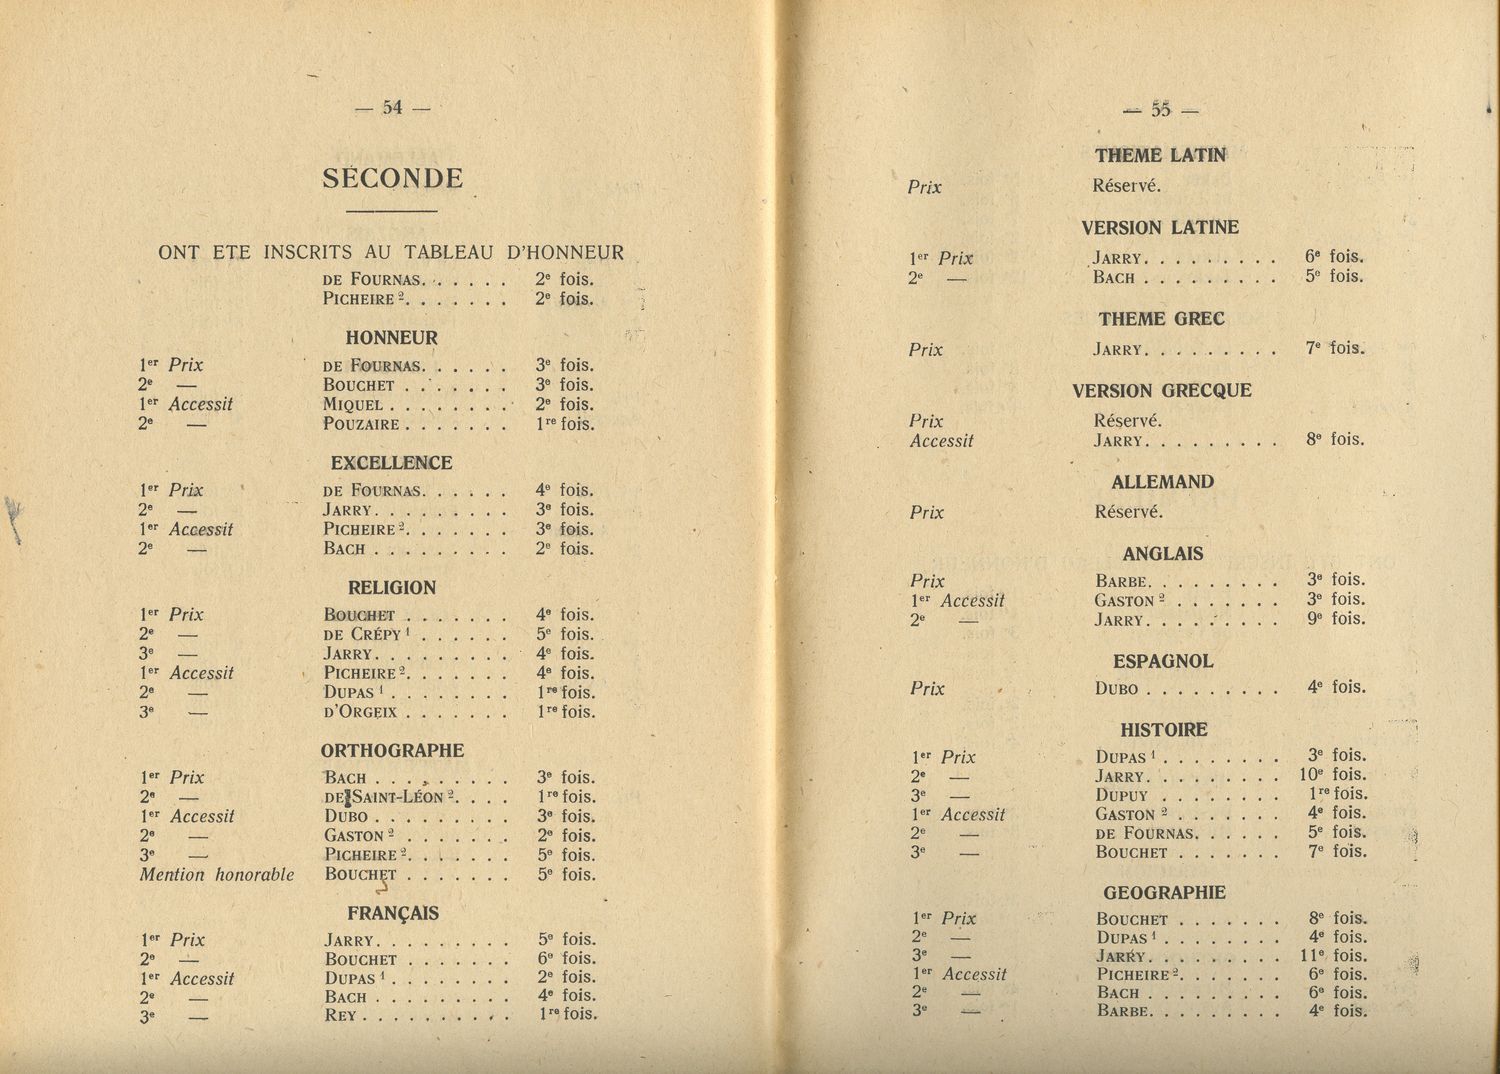 — 54 —
SÉCONDE
ONT ETE INSCRITS AU TABLEAU D'HONNEUR
DE FOURNAS. . . . . . 2e fois.
PICHEIRE 2. . . . . . . 2e fois.
HONNEUR
1er Prix DE FOURNAS. . . . . . 3e fois.
2e — BOUCHET . . . . . . . 3e fois.
1er Accessit MIQUEL . . . . . . . . 2e fois.
2e — POUZAIRE . . . . . . . 1re fois.
EXCELLENCE
1er Prix DE FOURNAS. . . . . . 4e fois.
2e — JARRY. . . . . . . . . 3e fois.
1er Accessit PICHEIRE 2. . . . . . . 3e fois.
2e — BACH . . . . . . . . . 2e fois.
RELIGION
1er Prix BOUCHET . . . . . . . 4e fois.
2e — DE CRÉPY 1 . . . . . . 5e fois.
3e — JARRY. . . . . . . . . 4e fois.
1er Accessit PICHEIRE 2. . . . . . . 4e fois.
2e — DUPAS 1 . . . . . . . . 1re fois.
3e — D'ORGEIX . . . . . . . 1re fois.
ORTHOGRAPHE
1er Prix BACH . . . . . . . . . 3e fois.
2e — DE SAINT-LÉON 2. . . . 1re fois.
1er Accessit DUBO . . . . . . . . . 3e fois.
2e — GASTON 2 . . . . . . . 2e fois.
3e — PICHEIRE 2. . . . . . . 5e fois.
Mention honorable BOUCHET . . . . . . . 5e fois.
FRANÇAIS
1er Prix JARRY. . . . . . . . . 5e fois.
2e — BOUCHET . . . . . . . 6e fois.
1er Accessit DUPAS 1 . . . . . . . . 2e fois.
2e — BACH . . . . . . . . . 4e fois.
3e — REY . . . . . . . . . . 1re fois.
— 55 —
THEME LATIN
Prix Réservé.
VERSION LATINE
1er Prix JARRY. . . . . . . . . 6e fois.
2e — BACH . . . . . . . . . 5e fois.
THEME GREC
Prix JARRY. . . . . . . . . 7e fois.
VERSION GRECQUE
Prix Réservé.
Accessit JARRY. . . . . . . . . 8e fois.
ALLEMAND
Prix Réservé.
ANGLAIS
Prix BARBE. . . . . . . . . 3e fois.
1er Accessit GASTON 2 . . . . . . . 3e fois.
2e — JARRY. . . . . . . . . 9e fois.
ESPAGNOL
Prix DUBO . . . . . . . . . 4e fois.
HISTOIRE
1er Prix DUPAS 1 . . . . . . . . 3e fois.
2e — JARRY. . . . . . . . . 10e fois.
3e — DUPUY . . . . . . . . 1re fois.
1er Accessit GASTON 2 . . . . . . . 4e fois.
2e — DE FOURNAS. . . . . . 5e fois.
3e — BOUCHET . . . . . . . 7e fois.
GEOGRAPHIE
1er Prix BOUCHET . . . . . . . 8e fois.
2e — DUPAS 1 . . . . . . . . 4e fois.
3e — JARRY. . . . . . . . . 11e fois.
1er Accessit PICHEIRE 2. . . . . . . 6e fois.
2e — BACH . . . . . . . . . 6e fois.
3e — BARBE. . . . . . . . . 4e fois.